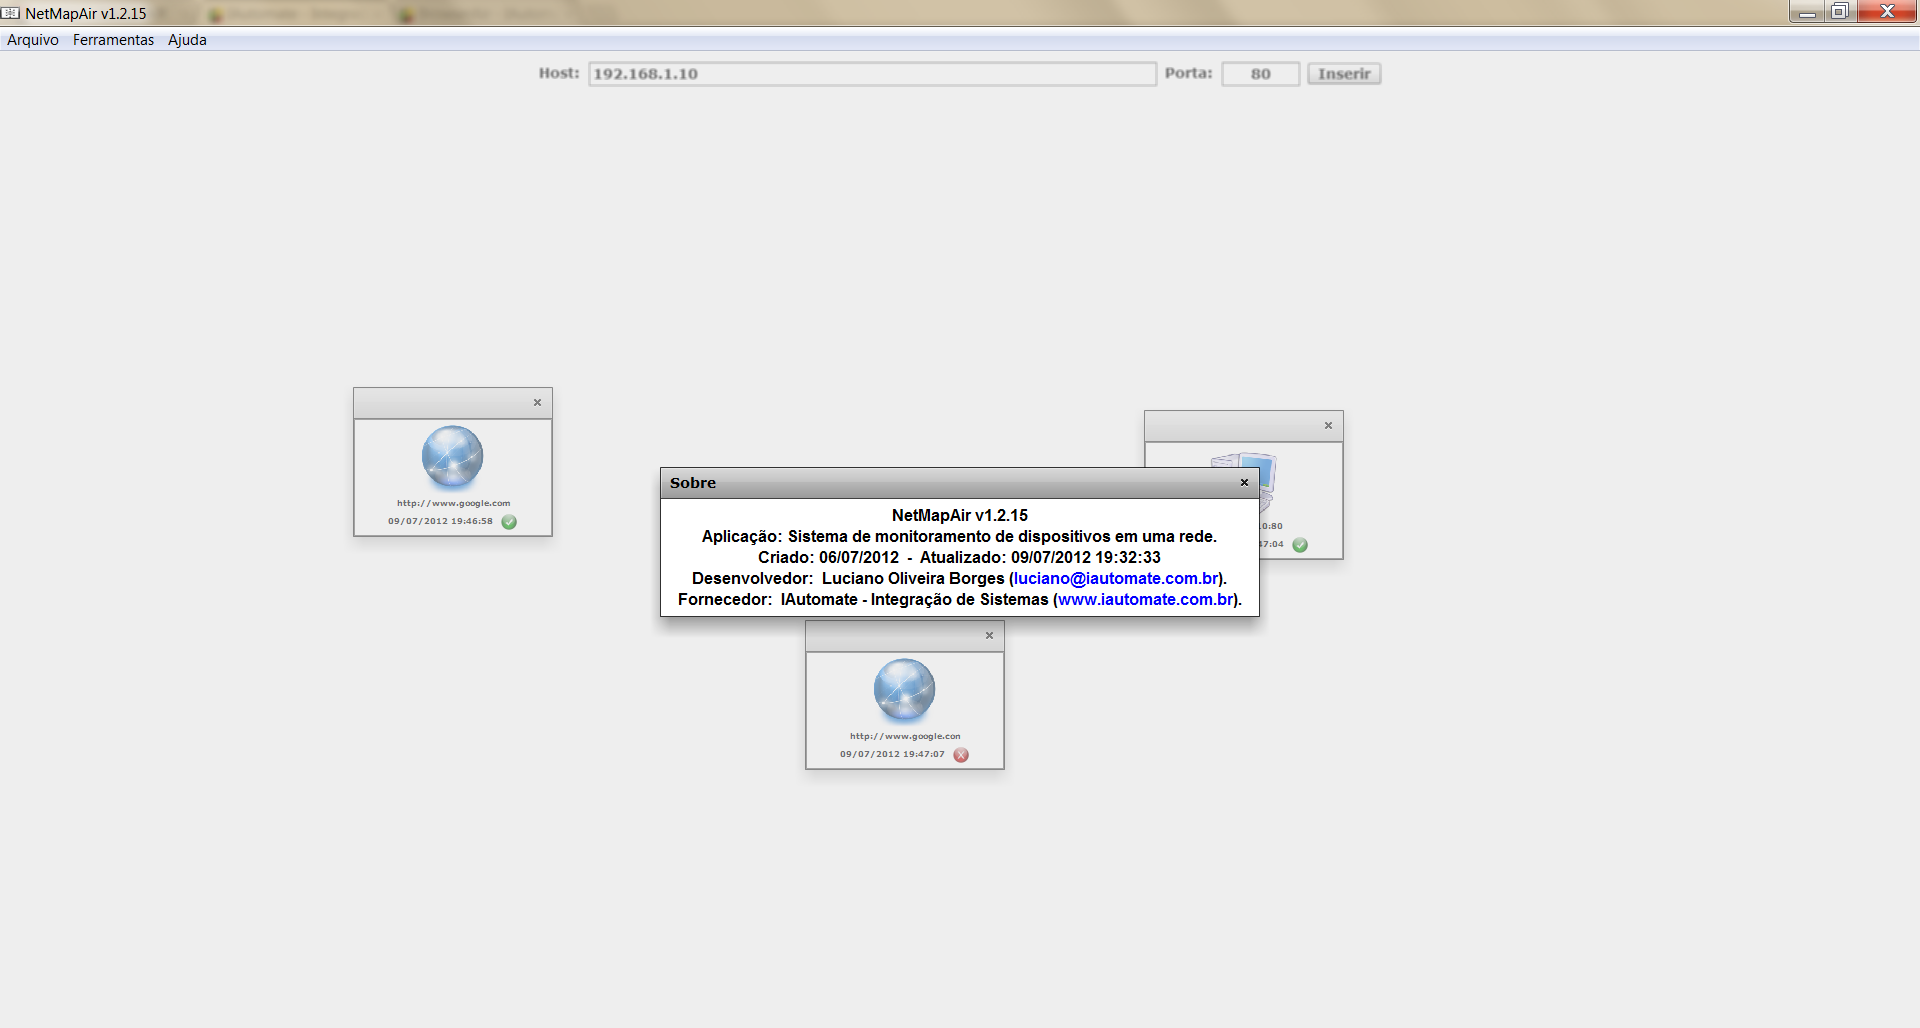 NetMapAir v1.2.15
Arquivo Ferramentas Ajuda
Host: 192.168.1.10 Porta: 80 Inserir
http://www.google.com
09/07/2012 19:46:58
0:80
47:04
Sobre
NetMapAir v1.2.15
Aplicação: Sistema de monitoramento de dispositivos em uma rede.
Criado: 06/07/2012 - Atualizado: 09/07/2012 19:32:33
Desenvolvedor: Luciano Oliveira Borges (luciano@iautomate.com.br).
Fornecedor: IAutomate - Integração de Sistemas (www.iautomate.com.br).
http://www.google.con
09/07/2012 19:47:07